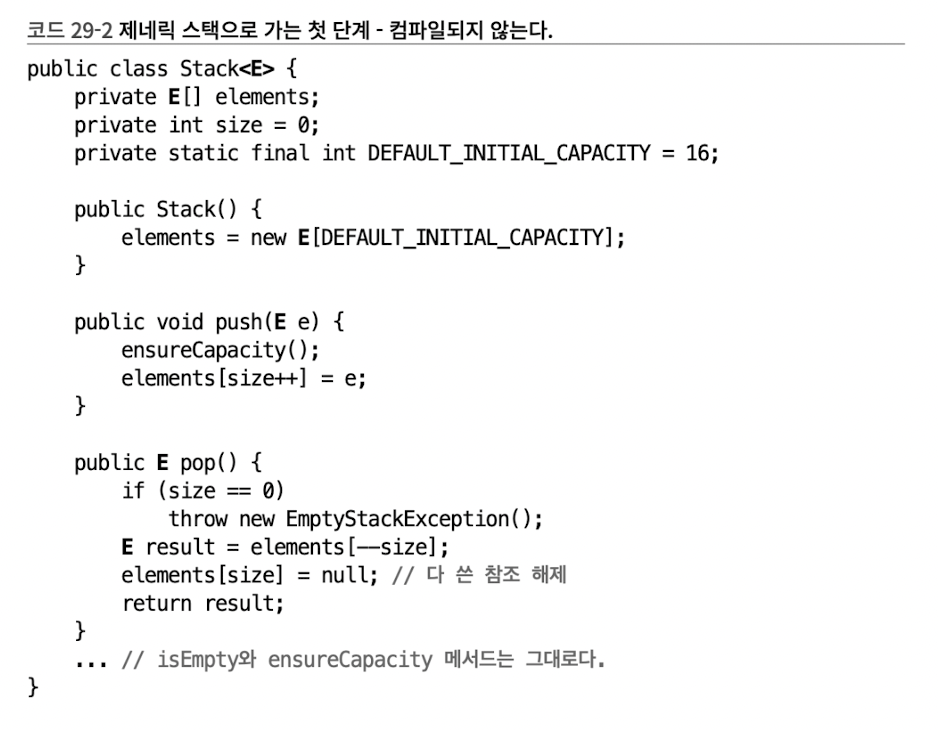 코드 29-2 제네릭 스택으로 가는 첫 단계 - 컴파일되지 않는다.
public class Stack<E> {
    private E[] elements;
    private int size = 0;
    private static final int DEFAULT_INITIAL_CAPACITY = 16;

    public Stack() {
        elements = new E[DEFAULT_INITIAL_CAPACITY];
    }

    public void push(E e) {
        ensureCapacity();
        elements[size++] = e;
    }

    public E pop() {
        if (size == 0)
            throw new EmptyStackException();
        E result = elements[--size];
        elements[size] = null; // 다 쓴 참조 해제
        return result;
    }
    ... // isEmpty와 ensureCapacity 메서드는 그대로다.
}